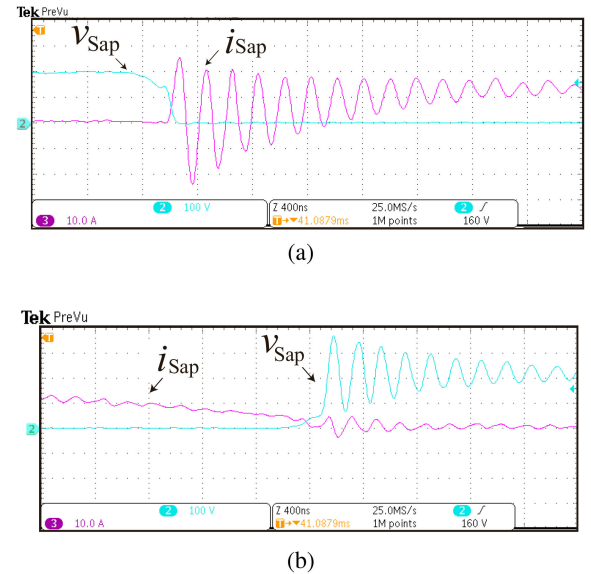 Tek PreVu
T
vSap
iSap
2
2 100 V
Z 400ns 25.0MS/s 2 ʃ
3 10.0 A
T→▼41.0879ms 1M points 160 V
(a)
Tek PreVu
T
iSap
vSap
2
2 100 V
Z 400ns 25.0MS/s 2 ʃ
3 10.0 A
T→▼41.0879ms 1M points 160 V
(b)